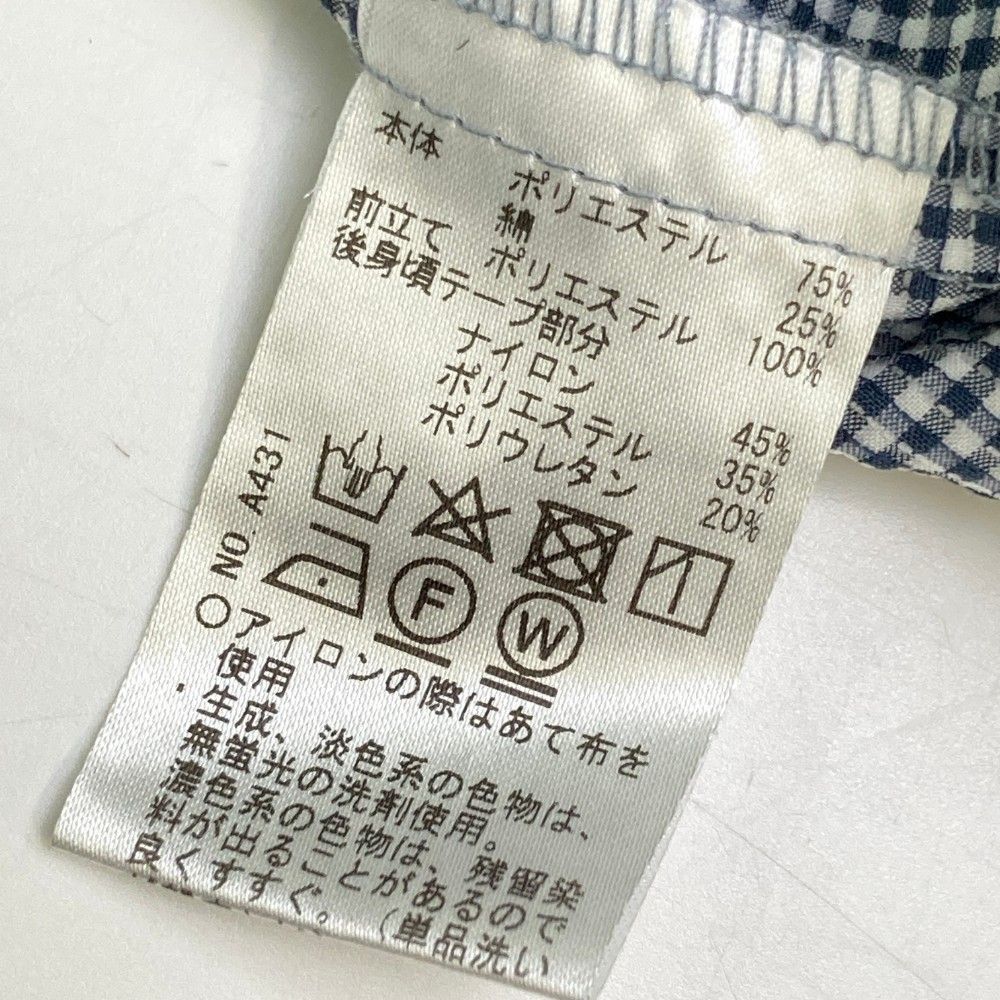 本体 ポリエステル 75%
綿 25%
前立て ポリエステル 100%
後身頃テープ部分
ナイロン 45%
ポリエステル 35%
ポリウレタン 20%
NO. A431
F
W
○アイロンの際はあて布を
使用
・生成、淡色系の色物は、
無蛍光の洗剤使用。
濃色系の色物は、残留染
料が出ることがあるので
良くすすぐ。(単品洗い